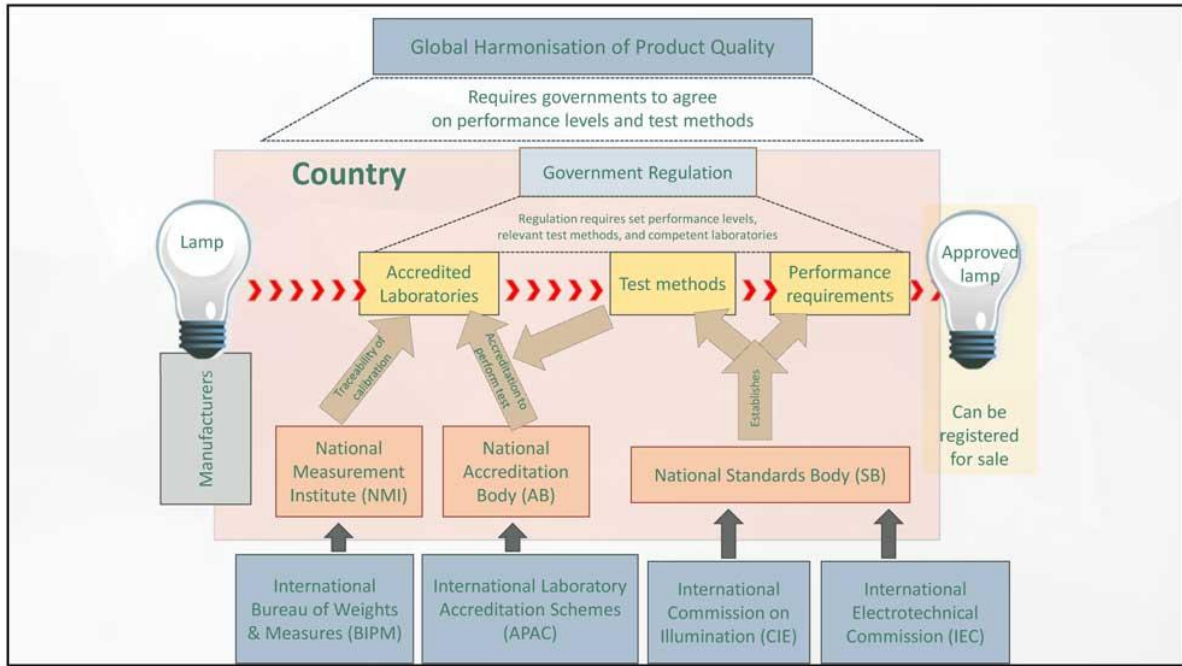 Global Harmonisation of Product Quality
Requires governments to agree
on performance levels and test methods
Country
Government Regulation
Regulation requires set performance levels,
relevant test methods, and competent laboratories
Lamp
Accredited
Laboratories
Test methods
Performance
requirements
Approved
lamp
Traceability of
calibration
Accreditation to
perform test
Establishes
Manufacturers
National
Measurement
Institute (NMI)
National
Accreditation
Body (AB)
National Standards Body (SB)
Can be
registered
for sale
International
Bureau of Weights
& Measures (BIPM)
International Laboratory
Accreditation Schemes
(APAC)
International
Commission on
Illumination (CIE)
International
Electrotechnical
Commission (IEC)